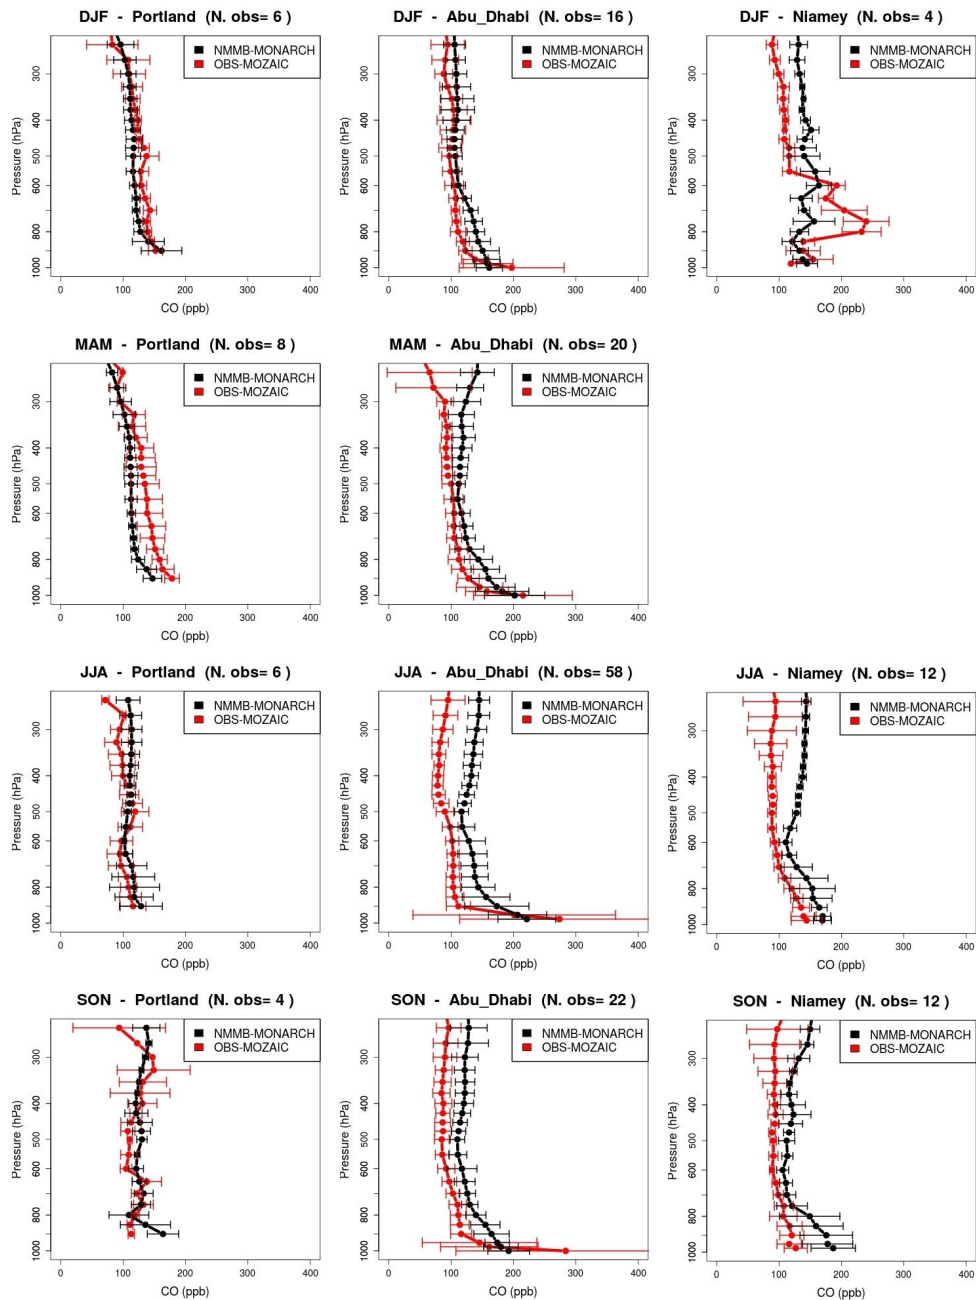 DJF - Portland (N. obs= 6 )
NMMB-MONARCH
OBS-MOZAIC
Pressure (hPa)
300
400
500
600
800
1000
0 100 200 300 400
CO (ppb)
DJF - Abu_Dhabi (N. obs= 16 )
NMMB-MONARCH
OBS-MOZAIC
Pressure (hPa)
300
400
500
600
800
1000
0 100 200 300 400
CO (ppb)
DJF - Niamey (N. obs= 4 )
NMMB-MONARCH
OBS-MOZAIC
Pressure (hPa)
300
400
500
600
800
1000
0 100 200 300 400
CO (ppb)
MAM - Portland (N. obs= 8 )
NMMB-MONARCH
OBS-MOZAIC
Pressure (hPa)
300
400
500
600
800
1000
0 100 200 300 400
CO (ppb)
MAM - Abu_Dhabi (N. obs= 20 )
NMMB-MONARCH
OBS-MOZAIC
Pressure (hPa)
300
400
500
600
800
1000
0 100 200 300 400
CO (ppb)
JJA - Portland (N. obs= 6 )
NMMB-MONARCH
OBS-MOZAIC
Pressure (hPa)
300
400
500
600
800
1000
0 100 200 300 400
CO (ppb)
JJA - Abu_Dhabi (N. obs= 58 )
NMMB-MONARCH
OBS-MOZAIC
Pressure (hPa)
300
400
500
600
800
1000
0 100 200 300 400
CO (ppb)
JJA - Niamey (N. obs= 12 )
NMMB-MONARCH
OBS-MOZAIC
Pressure (hPa)
300
400
500
600
800
1000
0 100 200 300 400
CO (ppb)
SON - Portland (N. obs= 4 )
NMMB-MONARCH
OBS-MOZAIC
Pressure (hPa)
300
400
500
600
800
1000
0 100 200 300 400
CO (ppb)
SON - Abu_Dhabi (N. obs= 22 )
NMMB-MONARCH
OBS-MOZAIC
Pressure (hPa)
300
400
500
600
800
1000
0 100 200 300 400
CO (ppb)
SON - Niamey (N. obs= 12 )
NMMB-MONARCH
OBS-MOZAIC
Pressure (hPa)
300
400
500
600
800
1000
0 100 200 300 400
CO (ppb)